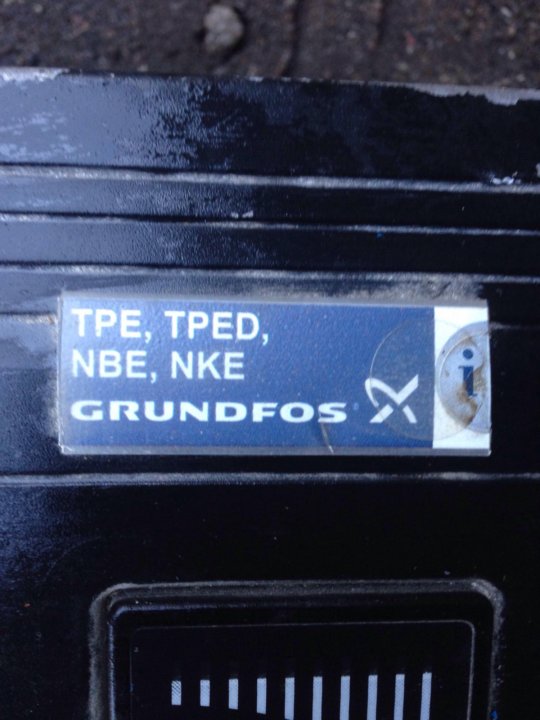 TPE, TPED,
NBE, NKE
GRUNDFOS
i